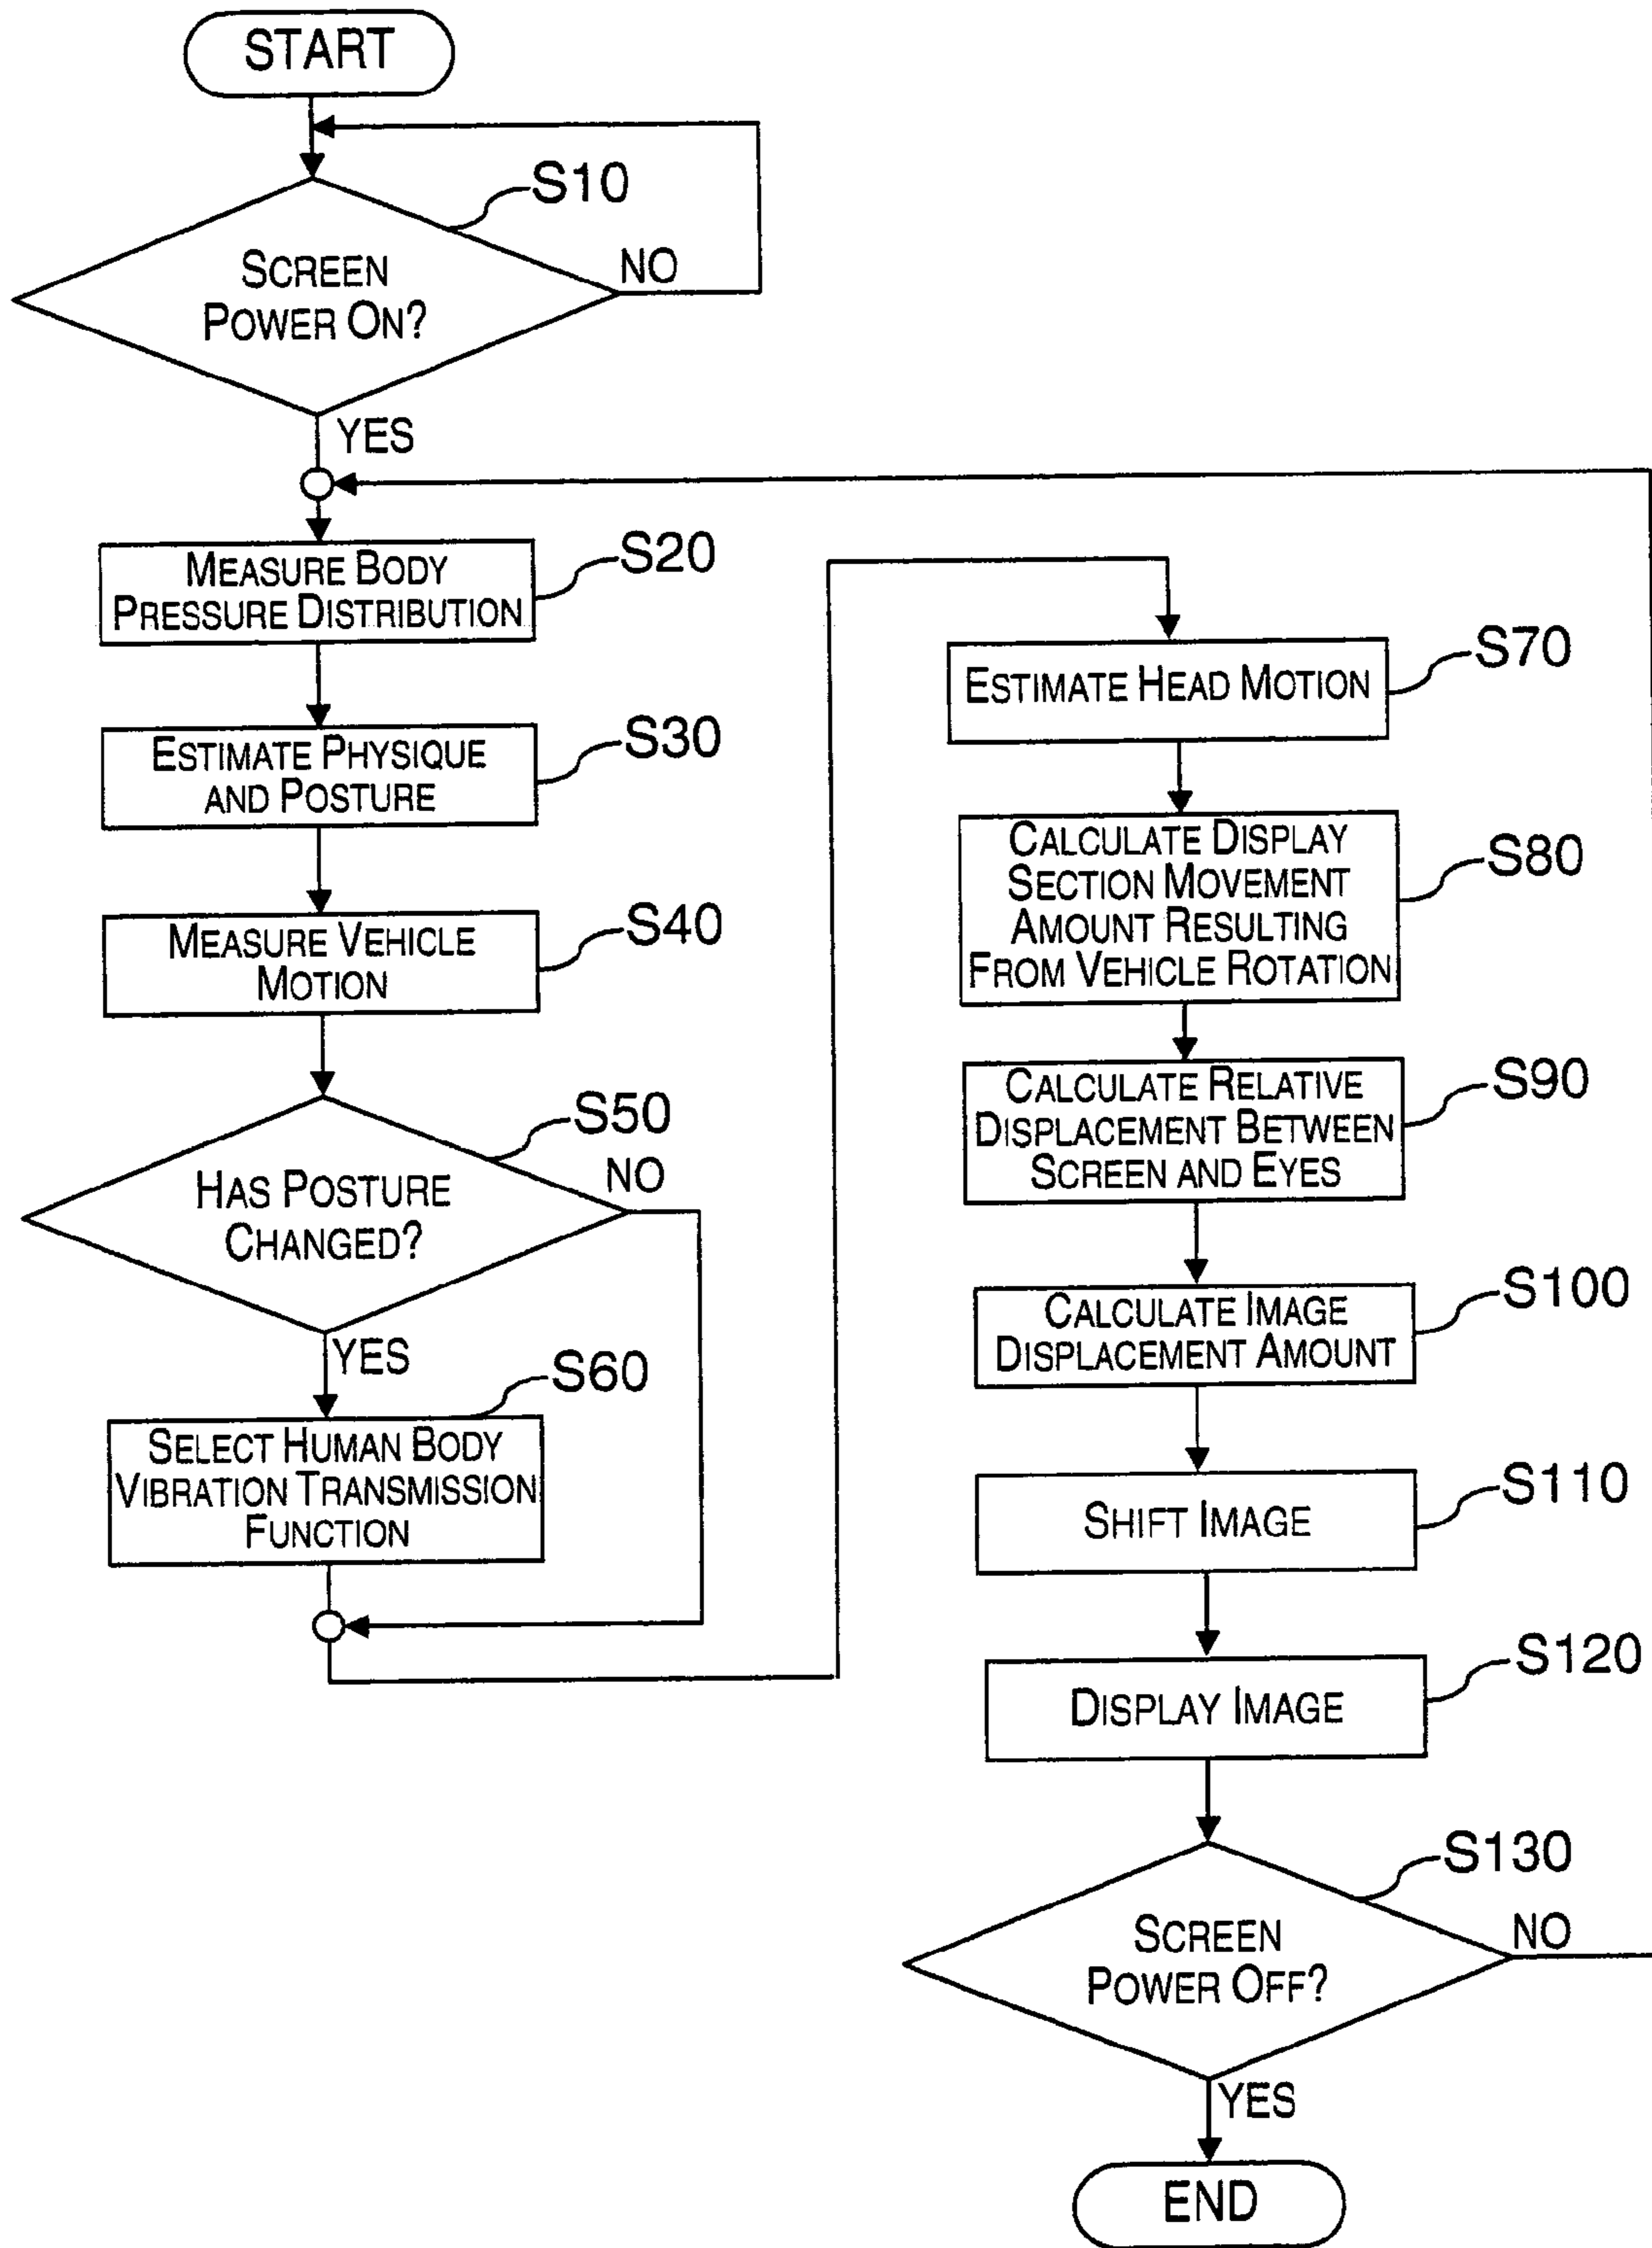 START
S10
SCREEN
POWER ON?
NO
YES
S20
MEASURE BODY
PRESSURE DISTRIBUTION
S30
ESTIMATE PHYSIQUE
AND POSTURE
S40
MEASURE VEHICLE
MOTION
S50
HAS POSTURE
CHANGED?
NO
YES
S60
SELECT HUMAN BODY
VIBRATION TRANSMISSION
FUNCTION
S70
ESTIMATE HEAD MOTION
S80
CALCULATE DISPLAY
SECTION MOVEMENT
AMOUNT RESULTING
FROM VEHICLE ROTATION
S90
CALCULATE RELATIVE
DISPLACEMENT BETWEEN
SCREEN AND EYES
S100
CALCULATE IMAGE
DISPLACEMENT AMOUNT
S110
SHIFT IMAGE
S120
DISPLAY IMAGE
S130
SCREEN
POWER OFF?
NO
YES
END